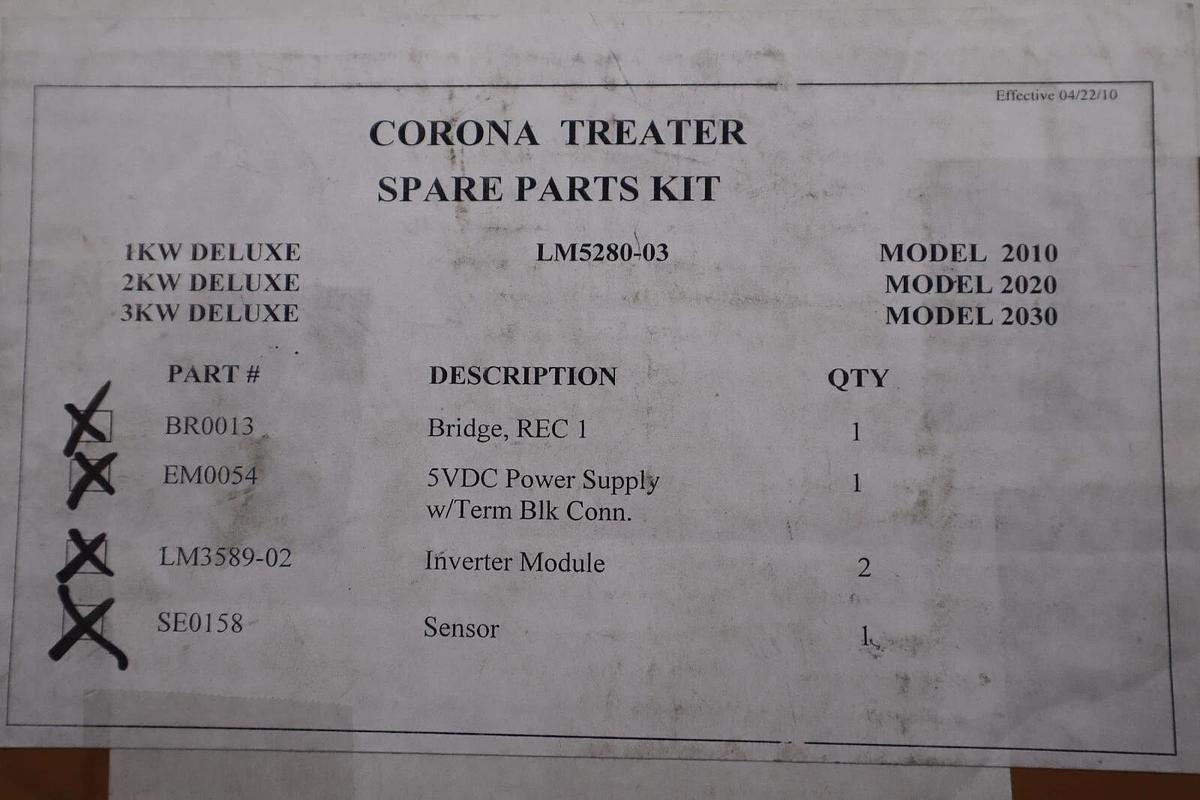 Effective 04/22/10
CORONA TREATER
SPARE PARTS KIT
1KW DELUXE LM5280-03 MODEL 2010
2KW DELUXE MODEL 2020
3KW DELUXE MODEL 2030
PART # DESCRIPTION QTY
BR0013 Bridge, REC 1 1
EM0054 5VDC Power Supply 1
w/Term Blk Conn.
LM3589-02 Inverter Module 2
SE0158 Sensor 1